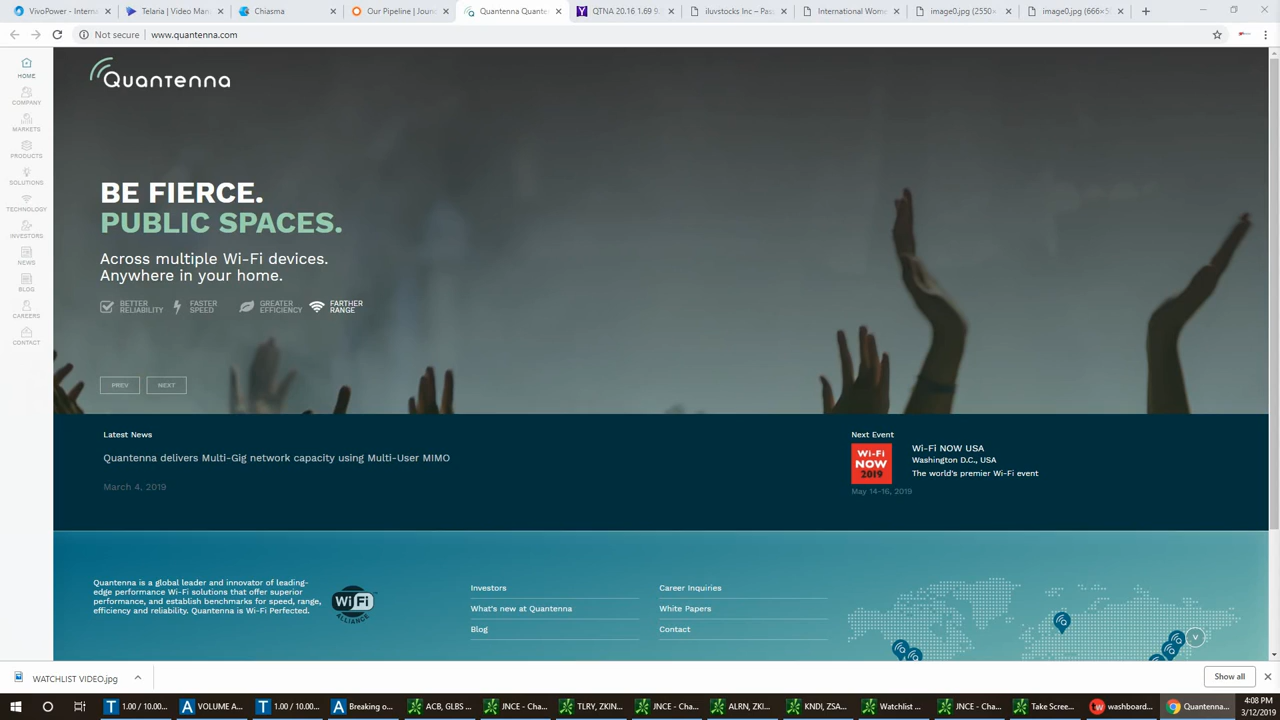 VivoPower - Interna
Telaria | Video Man
Chiasma
Our Pipeline | Journ
Quantenna Quante
QTNA 20.16 1.69 9.
iluvstocks Inc – Pas
International Wome
image0.jpg (2550×
image0.jpg (666×5
Not secure | www.quantenna.com
HOME
COMPANY
MARKETS
PRODUCTS
SOLUTIONS
TECHNOLOGY
INVESTORS
NEWS
BLOG
CAREERS
CONTACT
Quantenna
BE FIERCE.
PUBLIC SPACES.
Across multiple Wi-Fi devices.
Anywhere in your home.
BETTER RELIABILITY
FASTER SPEED
GREATER EFFICIENCY
FARTHER RANGE
PREV
NEXT
Latest News
Quantenna delivers Multi-Gig network capacity using Multi-User MIMO
March 4, 2019
Next Event
Wi-Fi NOW 2019
Wi-Fi NOW USA
Washington D.C., USA
The world's premier Wi-Fi event
May 14-16, 2019
Quantenna is a global leader and innovator of leading-
edge performance Wi-Fi solutions that offer superior
performance, and establish benchmarks for speed, range,
efficiency and reliability. Quantenna is Wi-Fi Perfected.
Wi Fi
ALLIANCE
Investors
What's new at Quantenna
Blog
Career Inquiries
White Papers
Contact
WATCHLIST VIDEO.jpg
Show all
1.00 / 10.00...
VOLUME A...
1.00 / 10.00...
Breaking o...
ACB, GLBS ...
JNCE - Cha...
TLRY, ZKIN...
JNCE - Cha...
ALRN, ZKI...
KNDI, ZSA...
Watchlist ...
JNCE - Cha...
Take Scree...
washboard...
Quantenna...
4:08 PM
3/12/2019